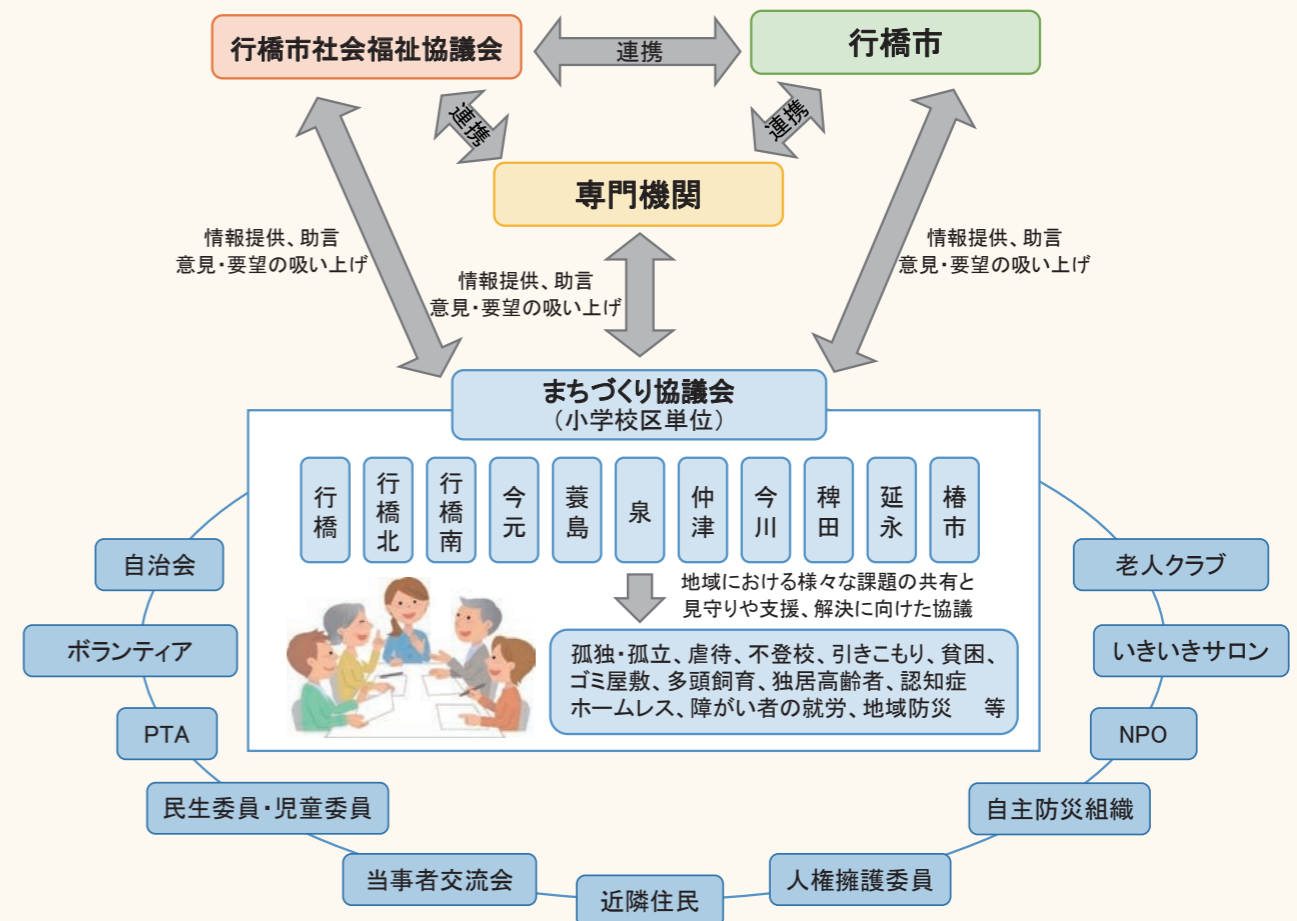 行橋市社会福祉協議会
連携
行橋市
連携
連携
専門機関
情報提供、助言
意見・要望の吸い上げ
情報提供、助言
意見・要望の吸い上げ
情報提供、助言
意見・要望の吸い上げ
まちづくり協議会
（小学校区単位）
行橋
行橋北
行橋南
今元
蓑島
泉
仲津
今川
稗田
延永
椿市
地域における様々な課題の共有と
見守りや支援、解決に向けた協議
孤独・孤立、虐待、不登校、引きこもり、貧困、
ゴミ屋敷、多頭飼育、独居高齢者、認知症
ホームレス、障がい者の就労、地域防災　等
自治会
ボランティア
PTA
民生委員・児童委員
当事者交流会
近隣住民
人権擁護委員
自主防災組織
NPO
いきいきサロン
老人クラブ